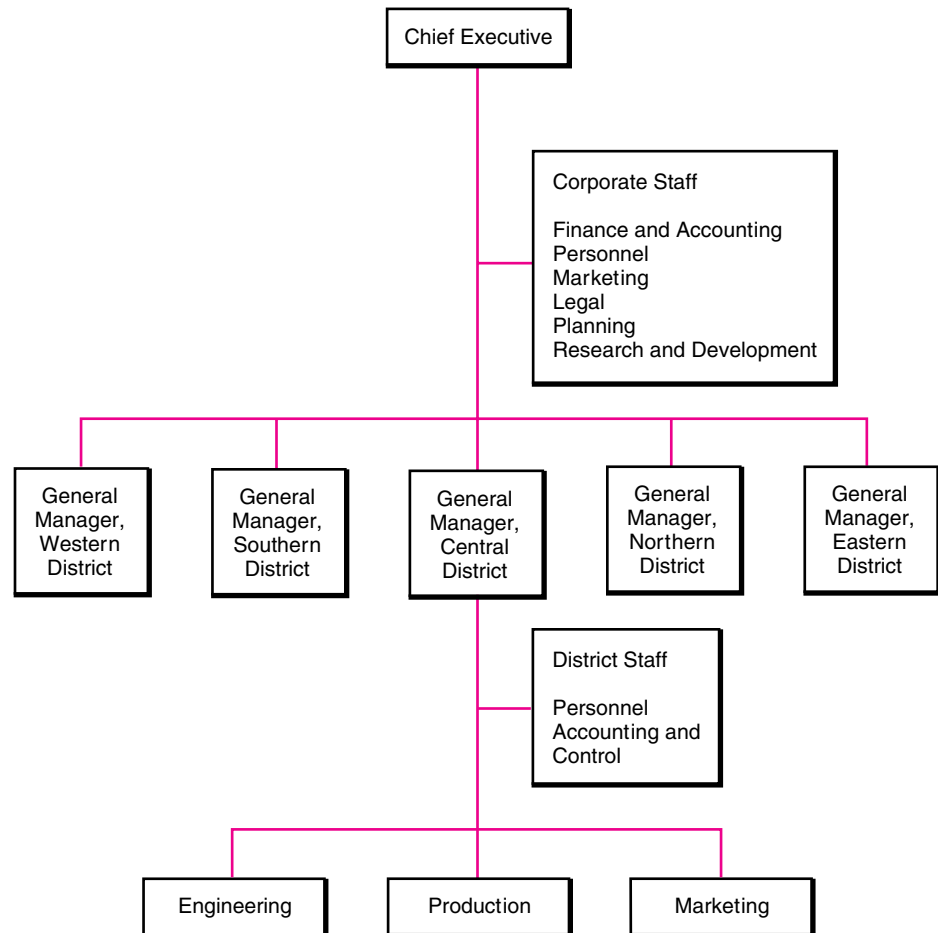 Chief Executive
Corporate Staff
Finance and Accounting
Personnel
Marketing
Legal
Planning
Research and Development
General
Manager,
Western
District
General
Manager,
Southern
District
General
Manager,
Central
District
General
Manager,
Northern
District
General
Manager,
Eastern
District
District Staff
Personnel
Accounting and
Control
Engineering
Production
Marketing